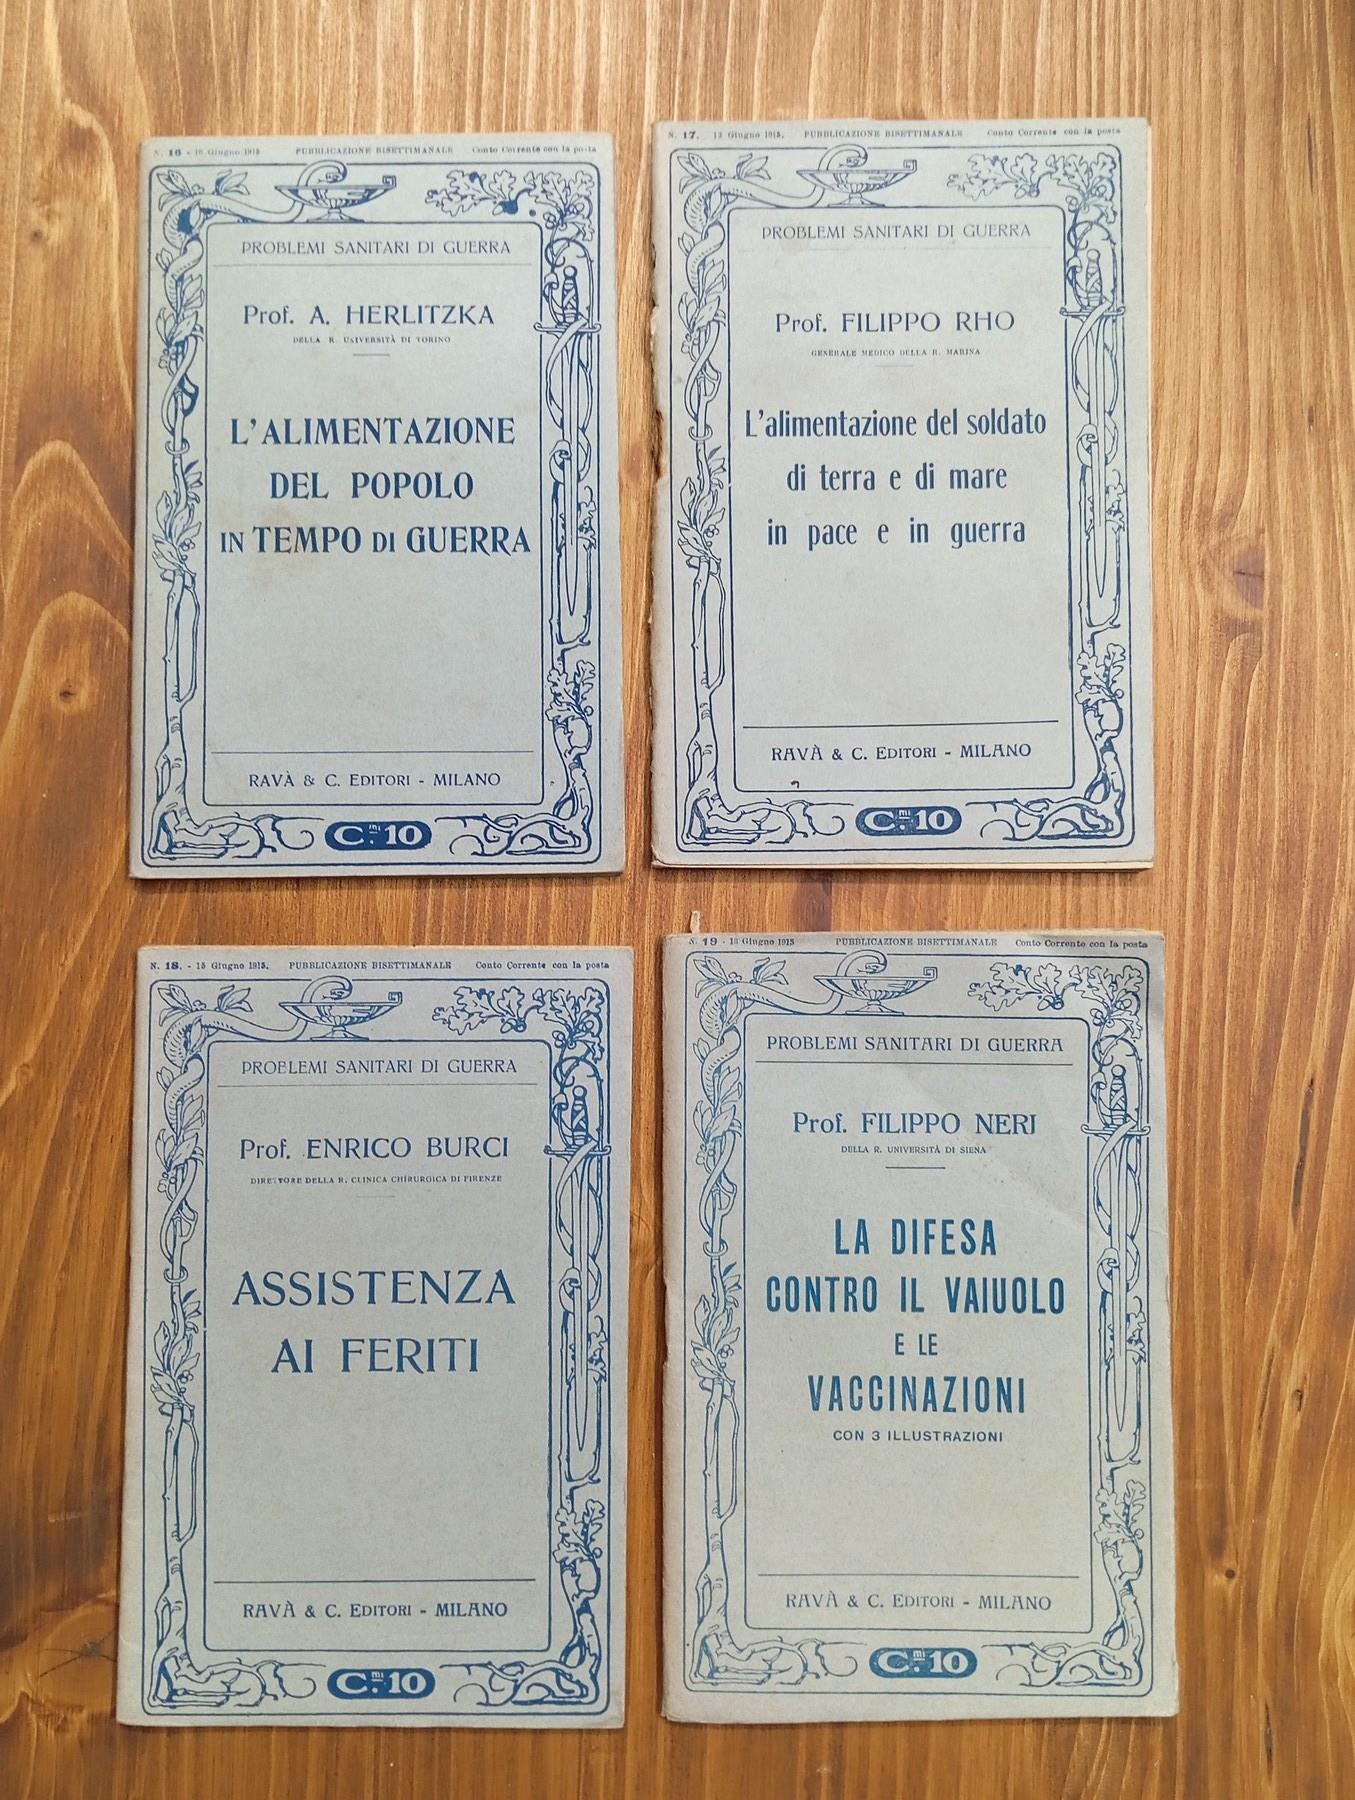 N. 16 - 10 Giugno 1915 PUBBLICAZIONE BISETTIMANALE Conto Corrente con la posta
PROBLEMI SANITARI DI GUERRA
Prof. A. HERLITZKA
DELLA R. UNIVERSITÀ DI TORINO
L'ALIMENTAZIONE
DEL POPOLO
IN TEMPO DI GUERRA
RAVÀ & C. EDITORI - MILANO
C.mi 10
N. 17. 12 Giugno 1915. PUBBLICAZIONE BISETTIMANALE Conto Corrente con la posta
PROBLEMI SANITARI DI GUERRA
Prof. FILIPPO RHO
GENERALE MEDICO DELLA R. MARINA
L'alimentazione del soldato
di terra e di mare
in pace e in guerra
RAVÀ & C. EDITORI - MILANO
C.mi 10
N. 18. - 15 Giugno 1915. PUBBLICAZIONE BISETTIMANALE Conto Corrente con la posta
PROBLEMI SANITARI DI GUERRA
Prof. ENRICO BURCI
DIRETTORE DELLA R. CLINICA CHIRURGICA DI FIRENZE
ASSISTENZA
AI FERITI
RAVÀ & C. EDITORI - MILANO
C.mi 10
N. 19 - Giugno 1915 PUBBLICAZIONE BISETTIMANALE Conto Corrente con la posta
PROBLEMI SANITARI DI GUERRA
Prof. FILIPPO NERI
DELLA R. UNIVERSITÀ DI SIENA
LA DIFESA
CONTRO IL VAIUOLO
E LE
VACCINAZIONI
CON 3 ILLUSTRAZIONI
RAVÀ & C. EDITORI - MILANO
C.mi 10